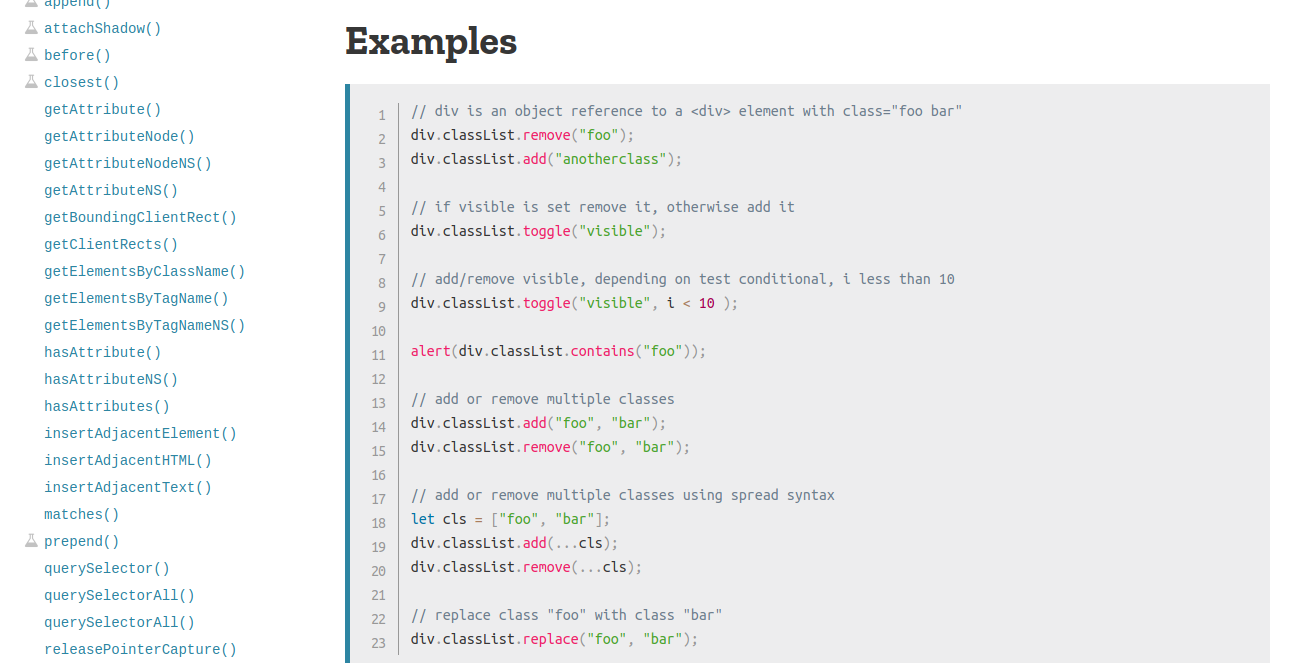 append()
attachShadow()
before()
closest()
getAttribute()
getAttributeNode()
getAttributeNodeNS()
getAttributeNS()
getBoundingClientRect()
getClientRects()
getElementsByClassName()
getElementsByTagName()
getElementsByTagNameNS()
hasAttribute()
hasAttributeNS()
hasAttributes()
insertAdjacentElement()
insertAdjacentHTML()
insertAdjacentText()
matches()
prepend()
querySelector()
querySelectorAll()
querySelectorAll()
releasePointerCapture()
Examples
1 // div is an object reference to a <div> element with class="foo bar"
2 div.classList.remove("foo");
3 div.classList.add("anotherclass");
4
5 // if visible is set remove it, otherwise add it
6 div.classList.toggle("visible");
7
8 // add/remove visible, depending on test conditional, i less than 10
9 div.classList.toggle("visible", i < 10 );
10
11 alert(div.classList.contains("foo"));
12
13 // add or remove multiple classes
14 div.classList.add("foo", "bar");
15 div.classList.remove("foo", "bar");
16
17 // add or remove multiple classes using spread syntax
18 let cls = ["foo", "bar"];
19 div.classList.add(...cls);
20 div.classList.remove(...cls);
21
22 // replace class "foo" with class "bar"
23 div.classList.replace("foo", "bar");